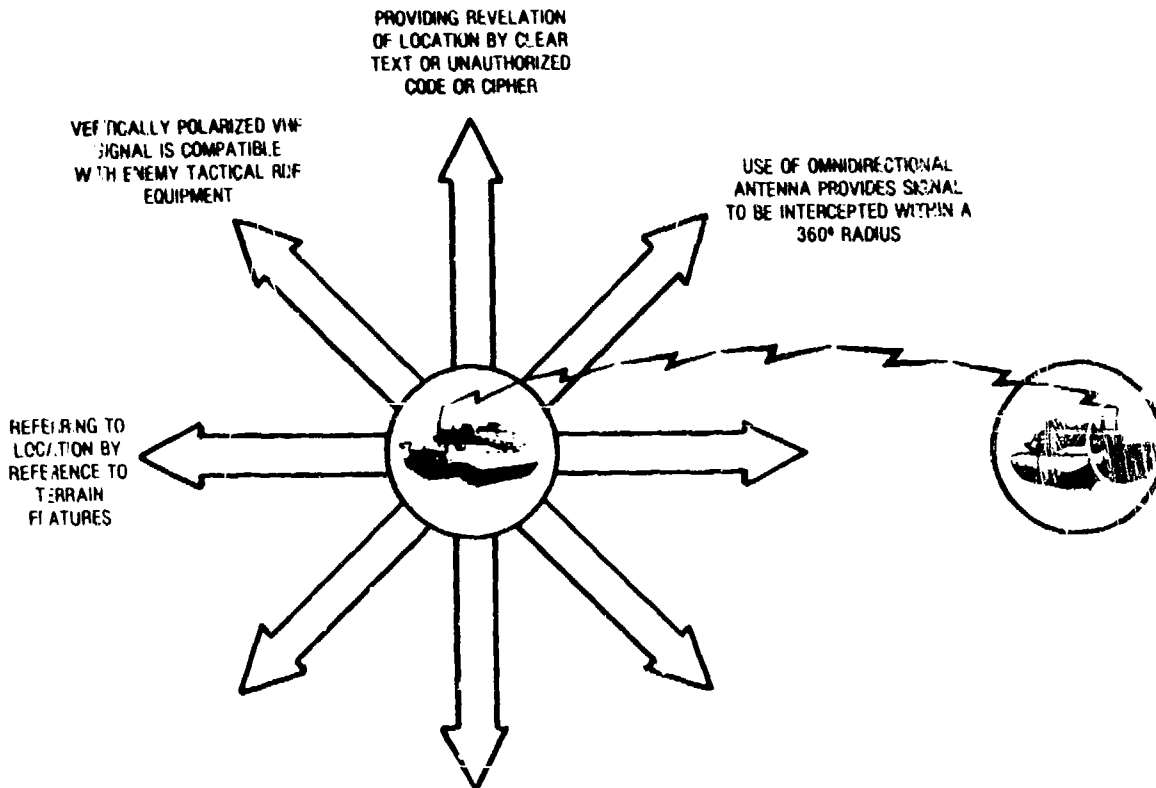 PROVIDING REVELATION
OF LOCATION BY CLEAR
TEXT OR UNAUTHORIZED
CODE OR CIPHER
VERTICALLY POLARIZED VHF
SIGNAL IS COMPATIBLE
WITH ENEMY TACTICAL RDF
EQUIPMENT
USE OF OMNIDIRECTIONAL
ANTENNA PROVIDES SIGNAL
TO BE INTERCEPTED WITHIN A
360° RADIUS
REFERRING TO
LOCATION BY
REFERENCE TO
TERRAIN
FEATURES